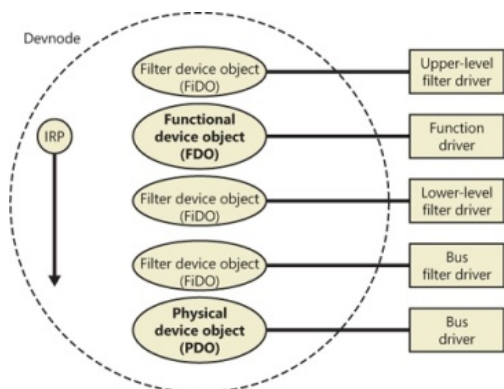 Devnode
Filter device object
(FiDO)
Upper-level
filter driver
IRP
Functional
device object
(FDO)
Function
driver
Filter device object
(FiDO)
Lower-level
filter driver
Filter device object
(FiDO)
Bus
filter driver
Physical
device object
(PDO)
Bus
driver